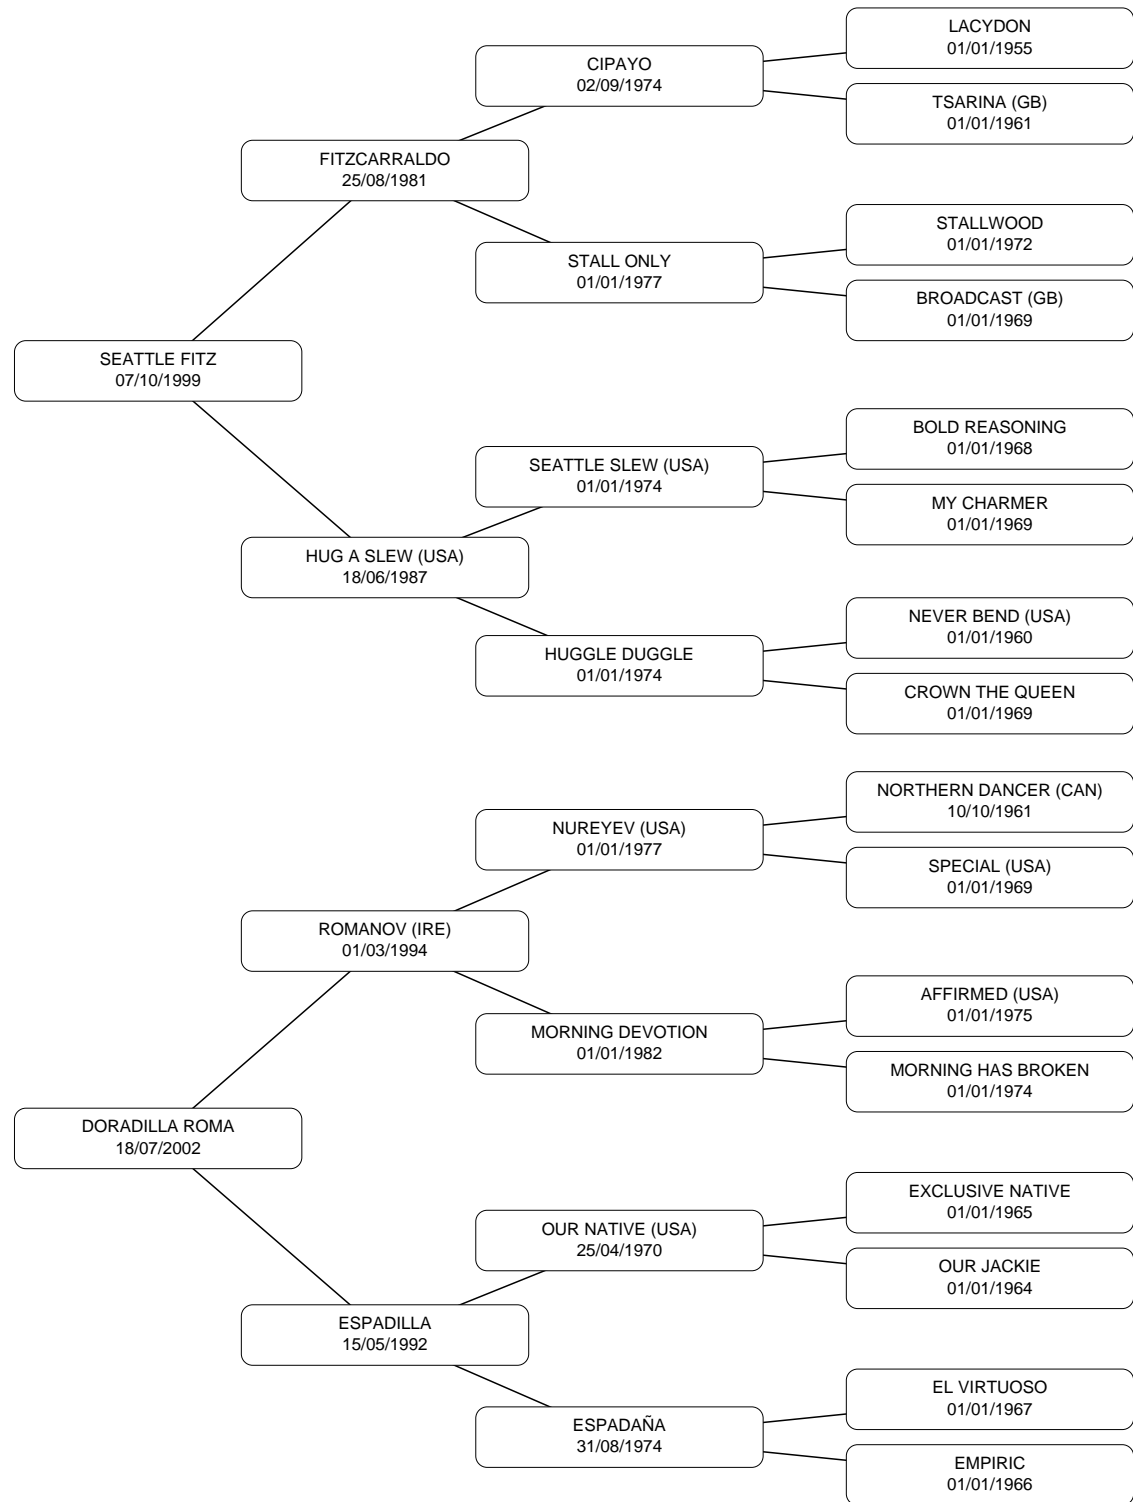 LACYDON
01/01/1955
CIPAYO
02/09/1974
TSARINA (GB)
01/01/1961
FITZCARRALDO
25/08/1981
STALLWOOD
01/01/1972
STALL ONLY
01/01/1977
BROADCAST (GB)
01/01/1969
SEATTLE FITZ
07/10/1999
BOLD REASONING
01/01/1968
SEATTLE SLEW (USA)
01/01/1974
MY CHARMER
01/01/1969
HUG A SLEW (USA)
18/06/1987
NEVER BEND (USA)
01/01/1960
HUGGLE DUGGLE
01/01/1974
CROWN THE QUEEN
01/01/1969
NORTHERN DANCER (CAN)
10/10/1961
NUREYEV (USA)
01/01/1977
SPECIAL (USA)
01/01/1969
ROMANOV (IRE)
01/03/1994
AFFIRMED (USA)
01/01/1975
MORNING DEVOTION
01/01/1982
MORNING HAS BROKEN
01/01/1974
DORADILLA ROMA
18/07/2002
EXCLUSIVE NATIVE
01/01/1965
OUR NATIVE (USA)
25/04/1970
OUR JACKIE
01/01/1964
ESPADILLA
15/05/1992
EL VIRTUOSO
01/01/1967
ESPADAÑA
31/08/1974
EMPIRIC
01/01/1966